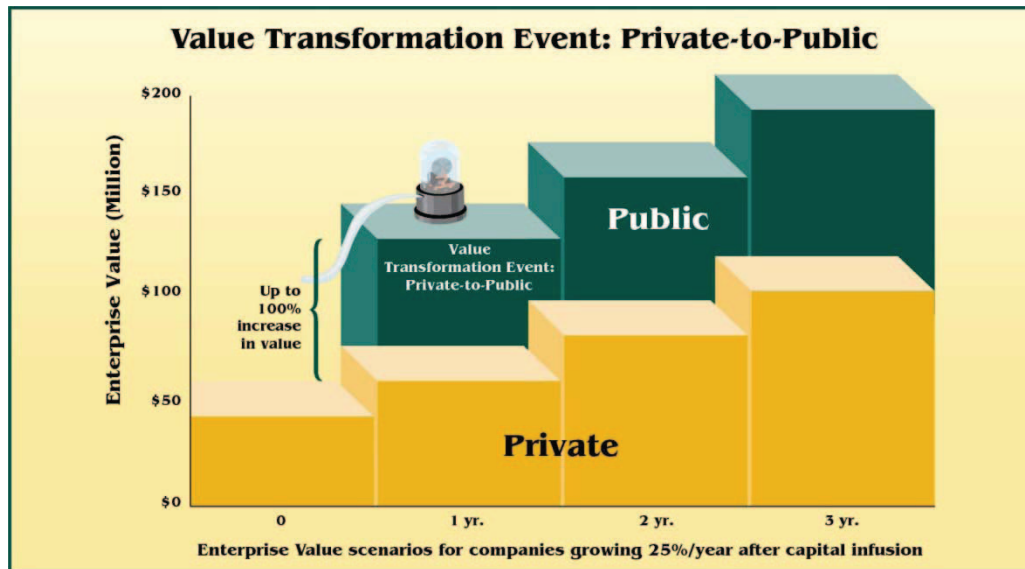 Value Transformation Event: Private-to-Public
Enterprise Value (Million)
$200
$150
$100
$50
$0
Up to
100%
increase
in value
Value
Transformation Event:
Private-to-Public
Public
Private
0
1 yr.
2 yr.
3 yr.
Enterprise Value scenarios for companies growing 25%/year after capital infusion